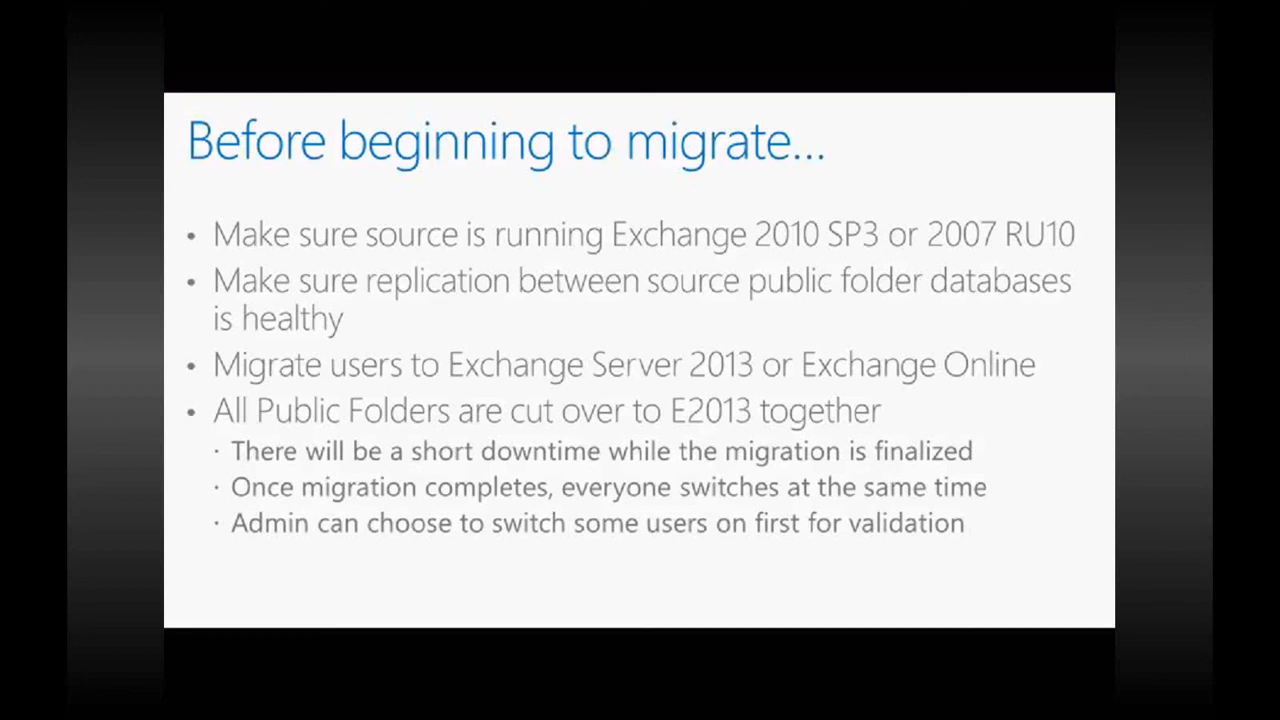 Before beginning to migrate...
• Make sure source is running Exchange 2010 SP3 or 2007 RU10
• Make sure replication between source public folder databases
is healthy
• Migrate users to Exchange Server 2013 or Exchange Online
• All Public Folders are cut over to E2013 together
· There will be a short downtime while the migration is finalized
· Once migration completes, everyone switches at the same time
· Admin can choose to switch some users on first for validation